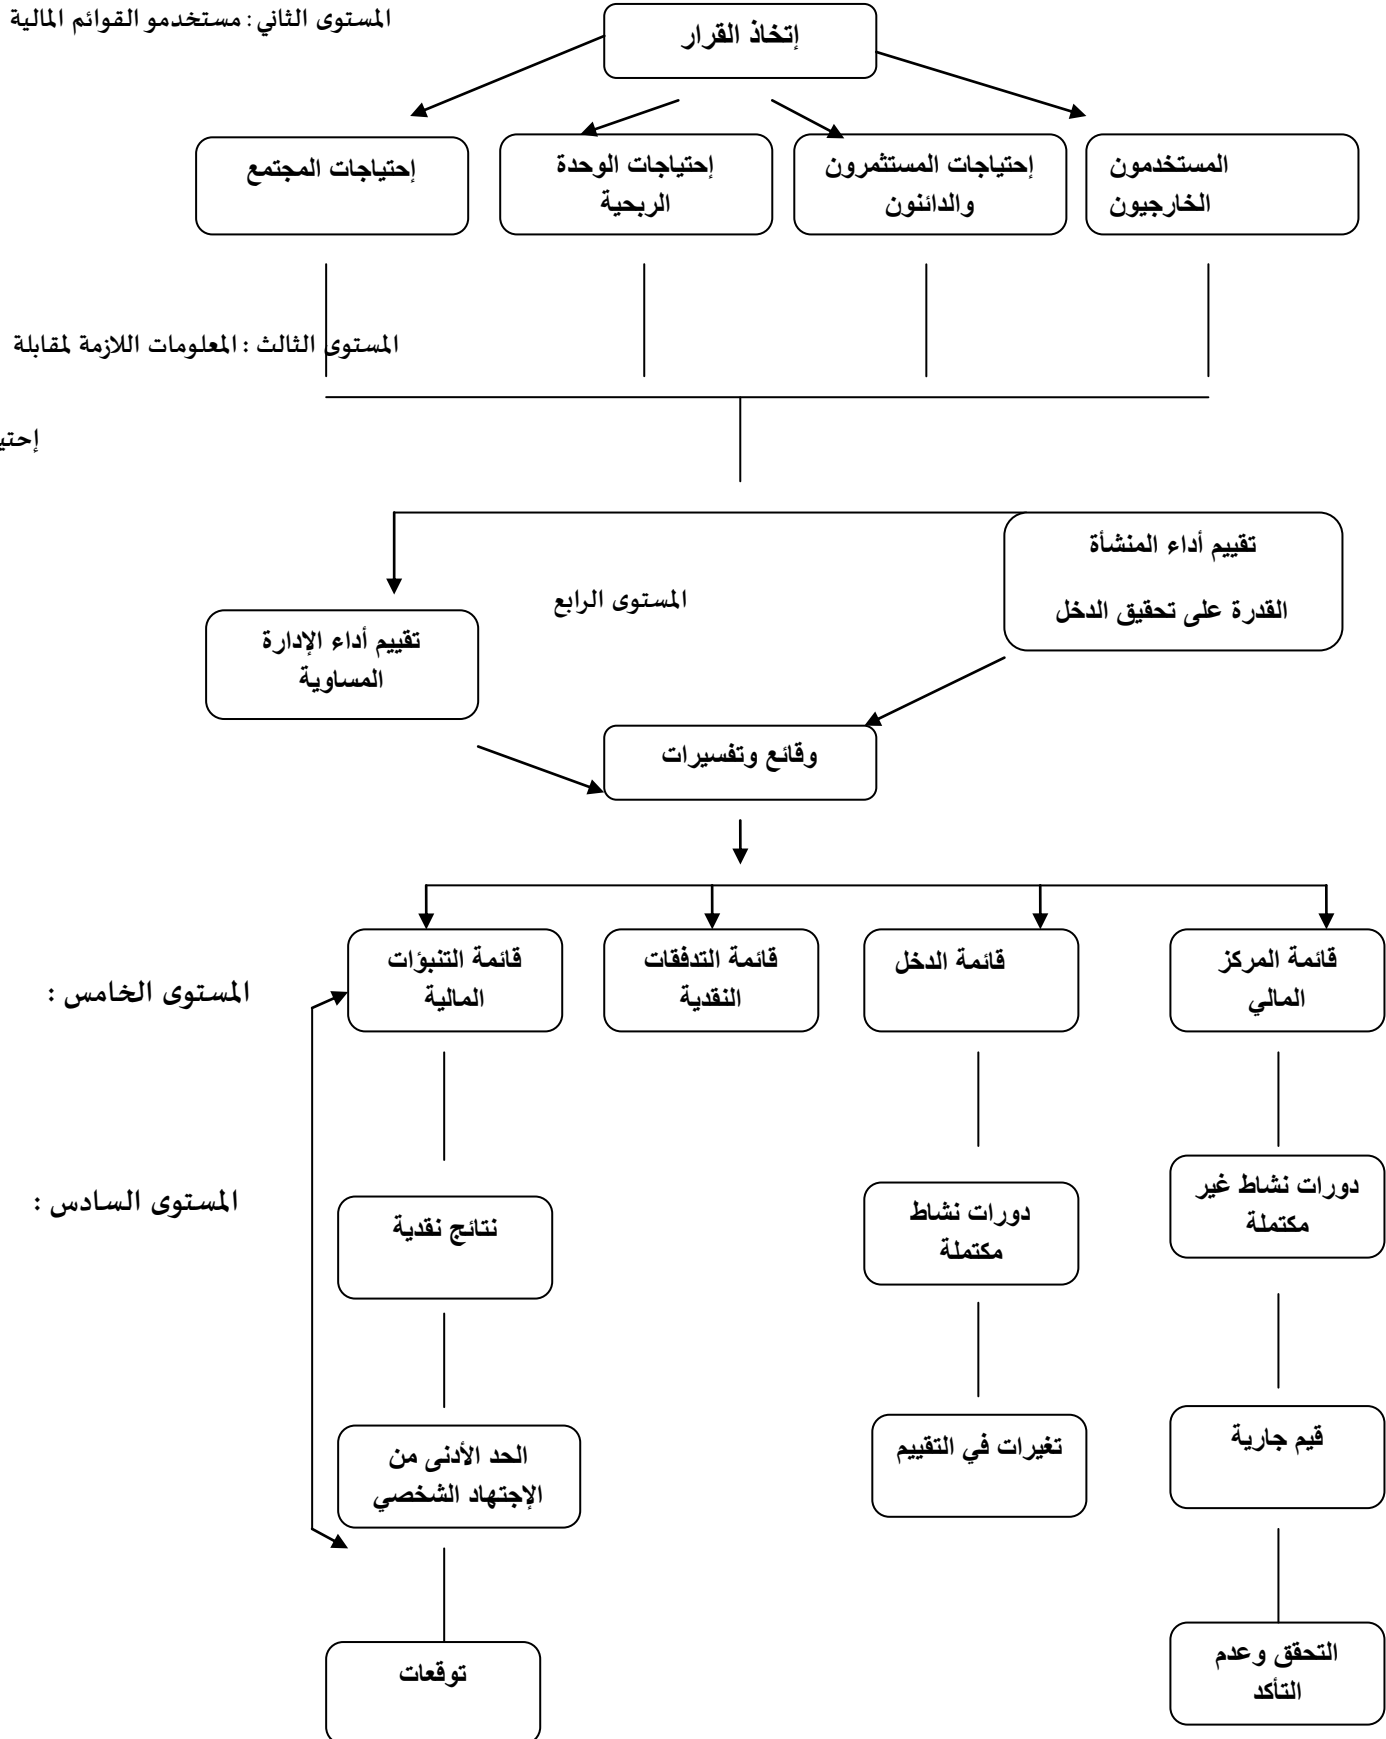 المستوى الثاني : مستخدمو القوائم المالية
إتخاذ القرار
المستخدمون
الخارجيون
إحتياجات المستثمرون
والدائنون
إحتياجات الوحدة
الربحية
إحتياجات المجتمع
المستوى الثالث : المعلومات اللازمة لمقابلة
تقييم أداء المنشأة
القدرة على تحقيق الدخل
المستوى الرابع
تقييم أداء الإدارة
المساوية
وقائع وتفسيرات
قائمة المركز
المالي
قائمة الدخل
قائمة التدفقات
النقدية
قائمة التنبؤات
المالية
المستوى الخامس :
دورات نشاط غير
مكتملة
دورات نشاط
مكتملة
نتائج نقدية
المستوى السادس :
قيم جارية
تغيرات في التقييم
الحد الأدنى من
الإجتهاد الشخصي
التحقق وعدم
التأكد
توقعات